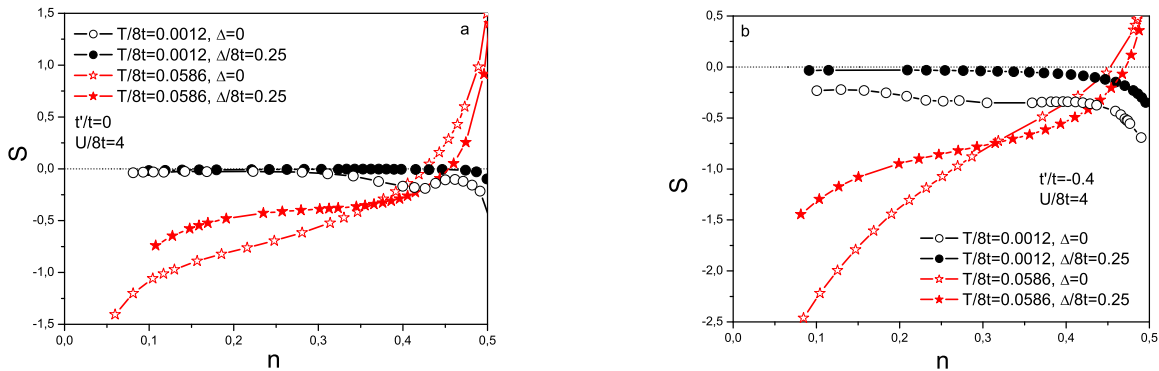 1,5
1,0
0,5
0,0
-0,5
-1,0
-1,5
S
a
T/8t=0.0012, Δ=0
T/8t=0.0012, Δ/8t=0.25
T/8t=0.0586, Δ=0
T/8t=0.0586, Δ/8t=0.25
t'/t=0
U/8t=4
0,0 0,1 0,2 0,3 0,4 0,5
n
0,5
0,0
-0,5
-1,0
-1,5
-2,0
-2,5
S
b
t'/t=-0.4
U/8t=4
T/8t=0.0012, Δ=0
T/8t=0.0012, Δ/8t=0.25
T/8t=0.0586, Δ=0
T/8t=0.0586, Δ/8t=0.25
0,0 0,1 0,2 0,3 0,4 0,5
n